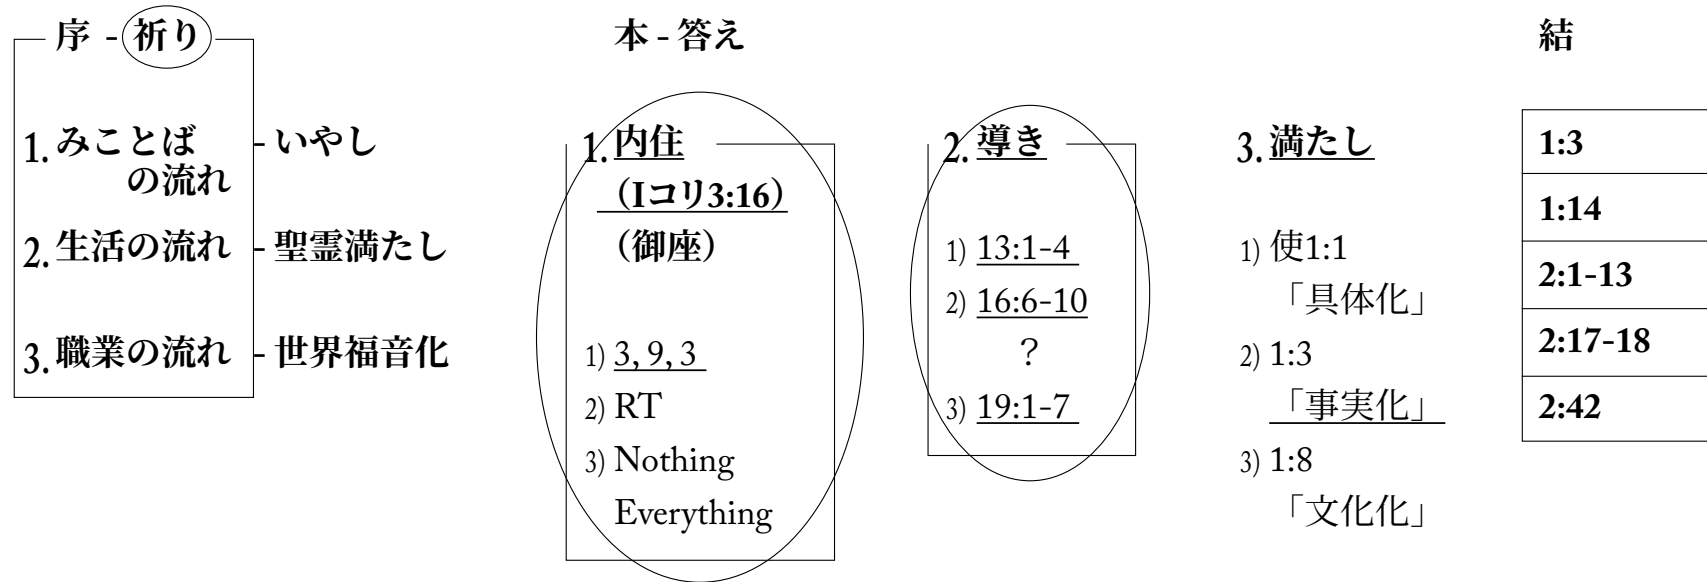 序 - 祈り
1. みことば
の流れ
- いやし
2. 生活の流れ - 聖霊満たし
3. 職業の流れ - 世界福音化
本 - 答え
1. 内住
（Iコリ3:16）
（御座）
1) 3, 9, 3
2) RT
3) Nothing
Everything
2. 導き
1) 13:1-4
2) 16:6-10
？
3) 19:1-7
3. 満たし
1) 使1:1
「具体化」
2) 1:3
「事実化」
3) 1:8
「文化化」
結
1:3
1:14
2:1-13
2:17-18
2:42